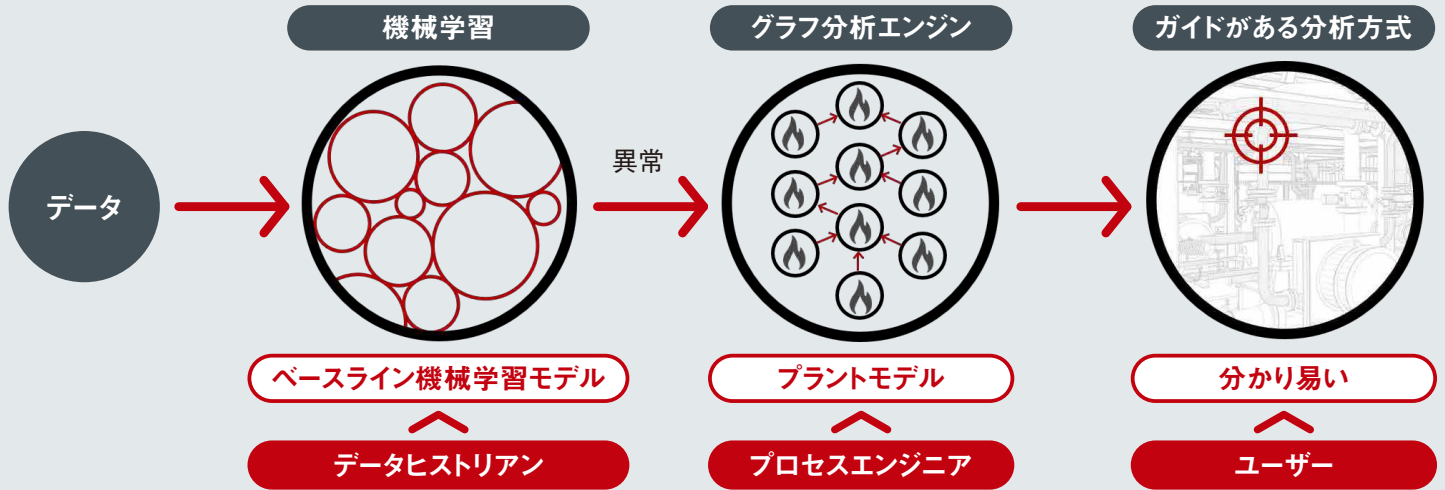 機械学習
グラフ分析エンジン
ガイドがある分析方式
データ
異常
ベースライン機械学習モデル
プラントモデル
分かり易い
データヒストリアン
プロセスエンジニア
ユーザー